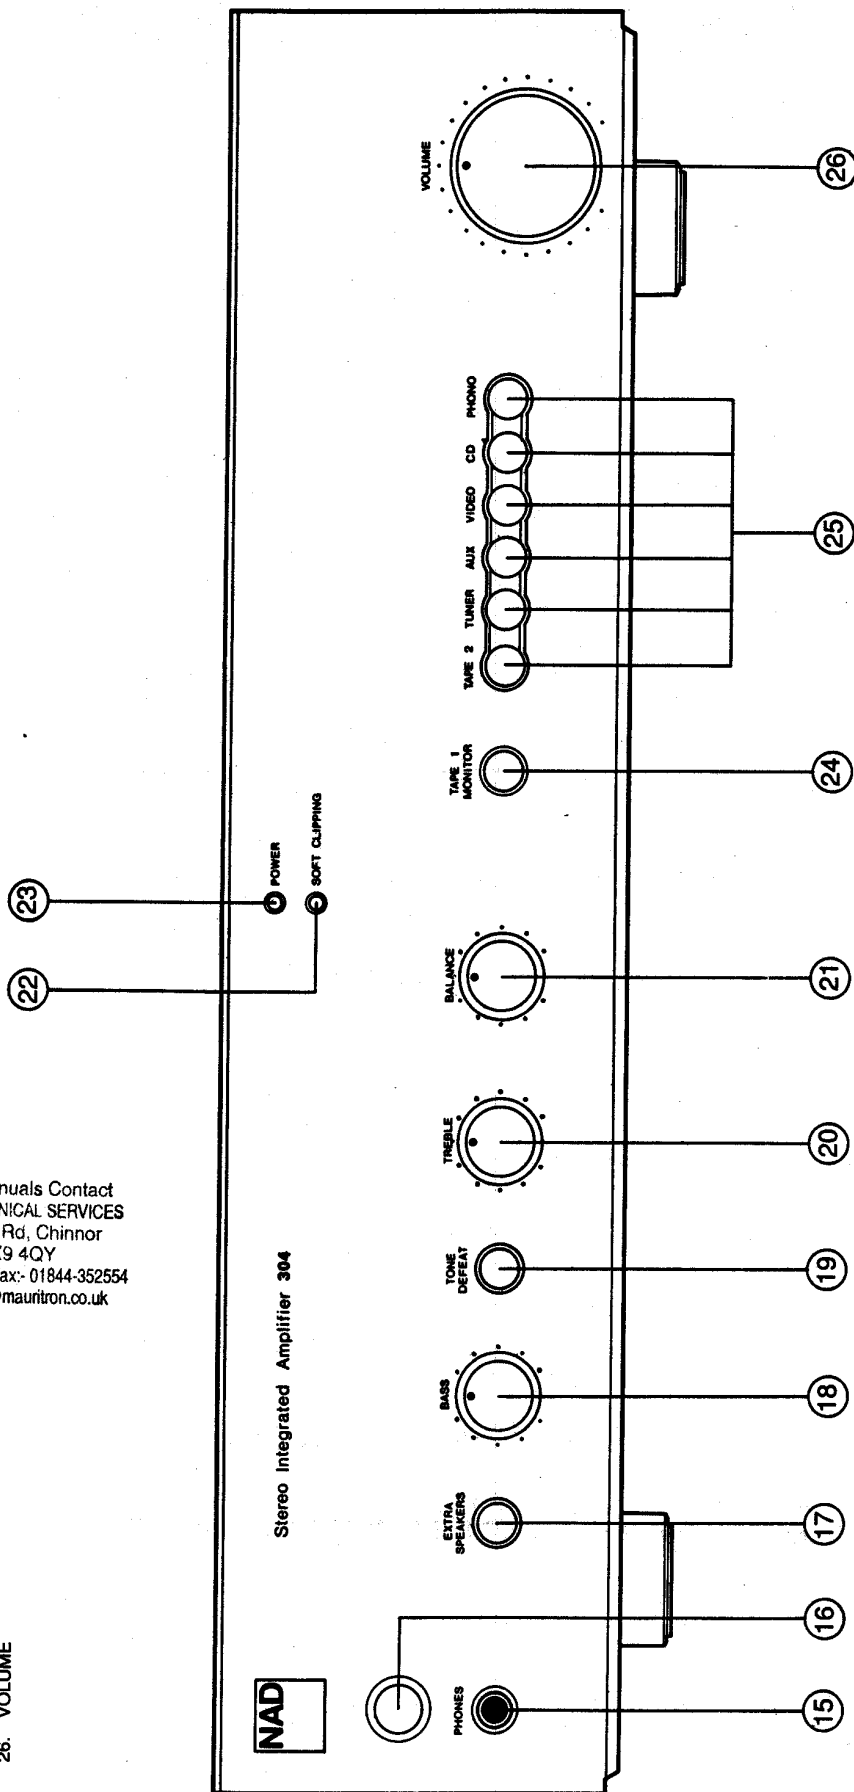 26. VOLUME
nuals Contact
NICAL SERVICES
Rd, Chinnor
9 4QY
ax:- 01844-352554
mauritron.co.uk
22
23
NAD
Stereo Integrated Amplifier 304
POWER
SOFT CLIPPING
PHONES
EXTRA
SPEAKERS
BASS
TONE
DEFEAT
TREBLE
BALANCE
TAPE 1
MONITOR
TAPE 2
TUNER
AUX
VIDEO
CD
PHONO
VOLUME
15
16
17
18
19
20
21
24
25
26